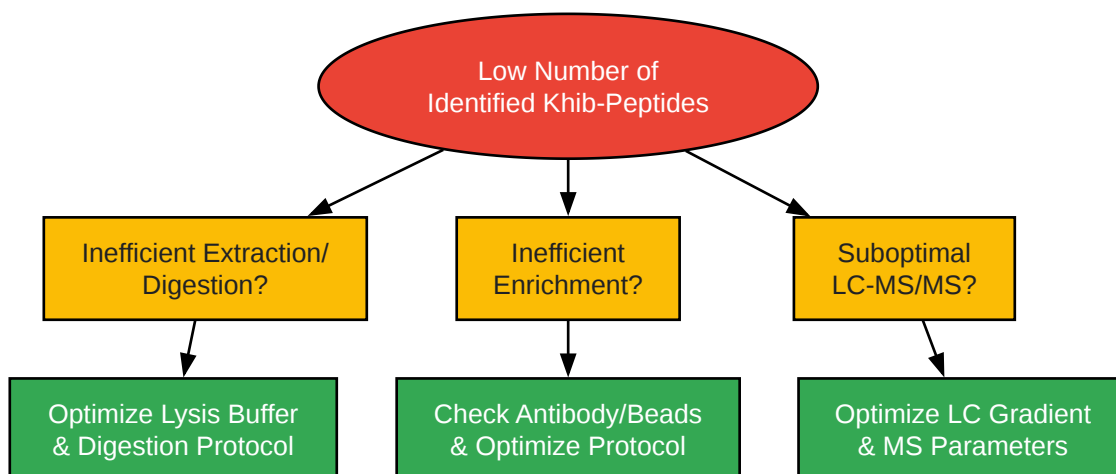 Low Number of
Identified Khib-Peptides
Inefficient Extraction/
Digestion?
Inefficient
Enrichment?
Suboptimal
LC-MS/MS?
Optimize Lysis Buffer
& Digestion Protocol
Check Antibody/Beads
& Optimize Protocol
Optimize LC Gradient
& MS Parameters